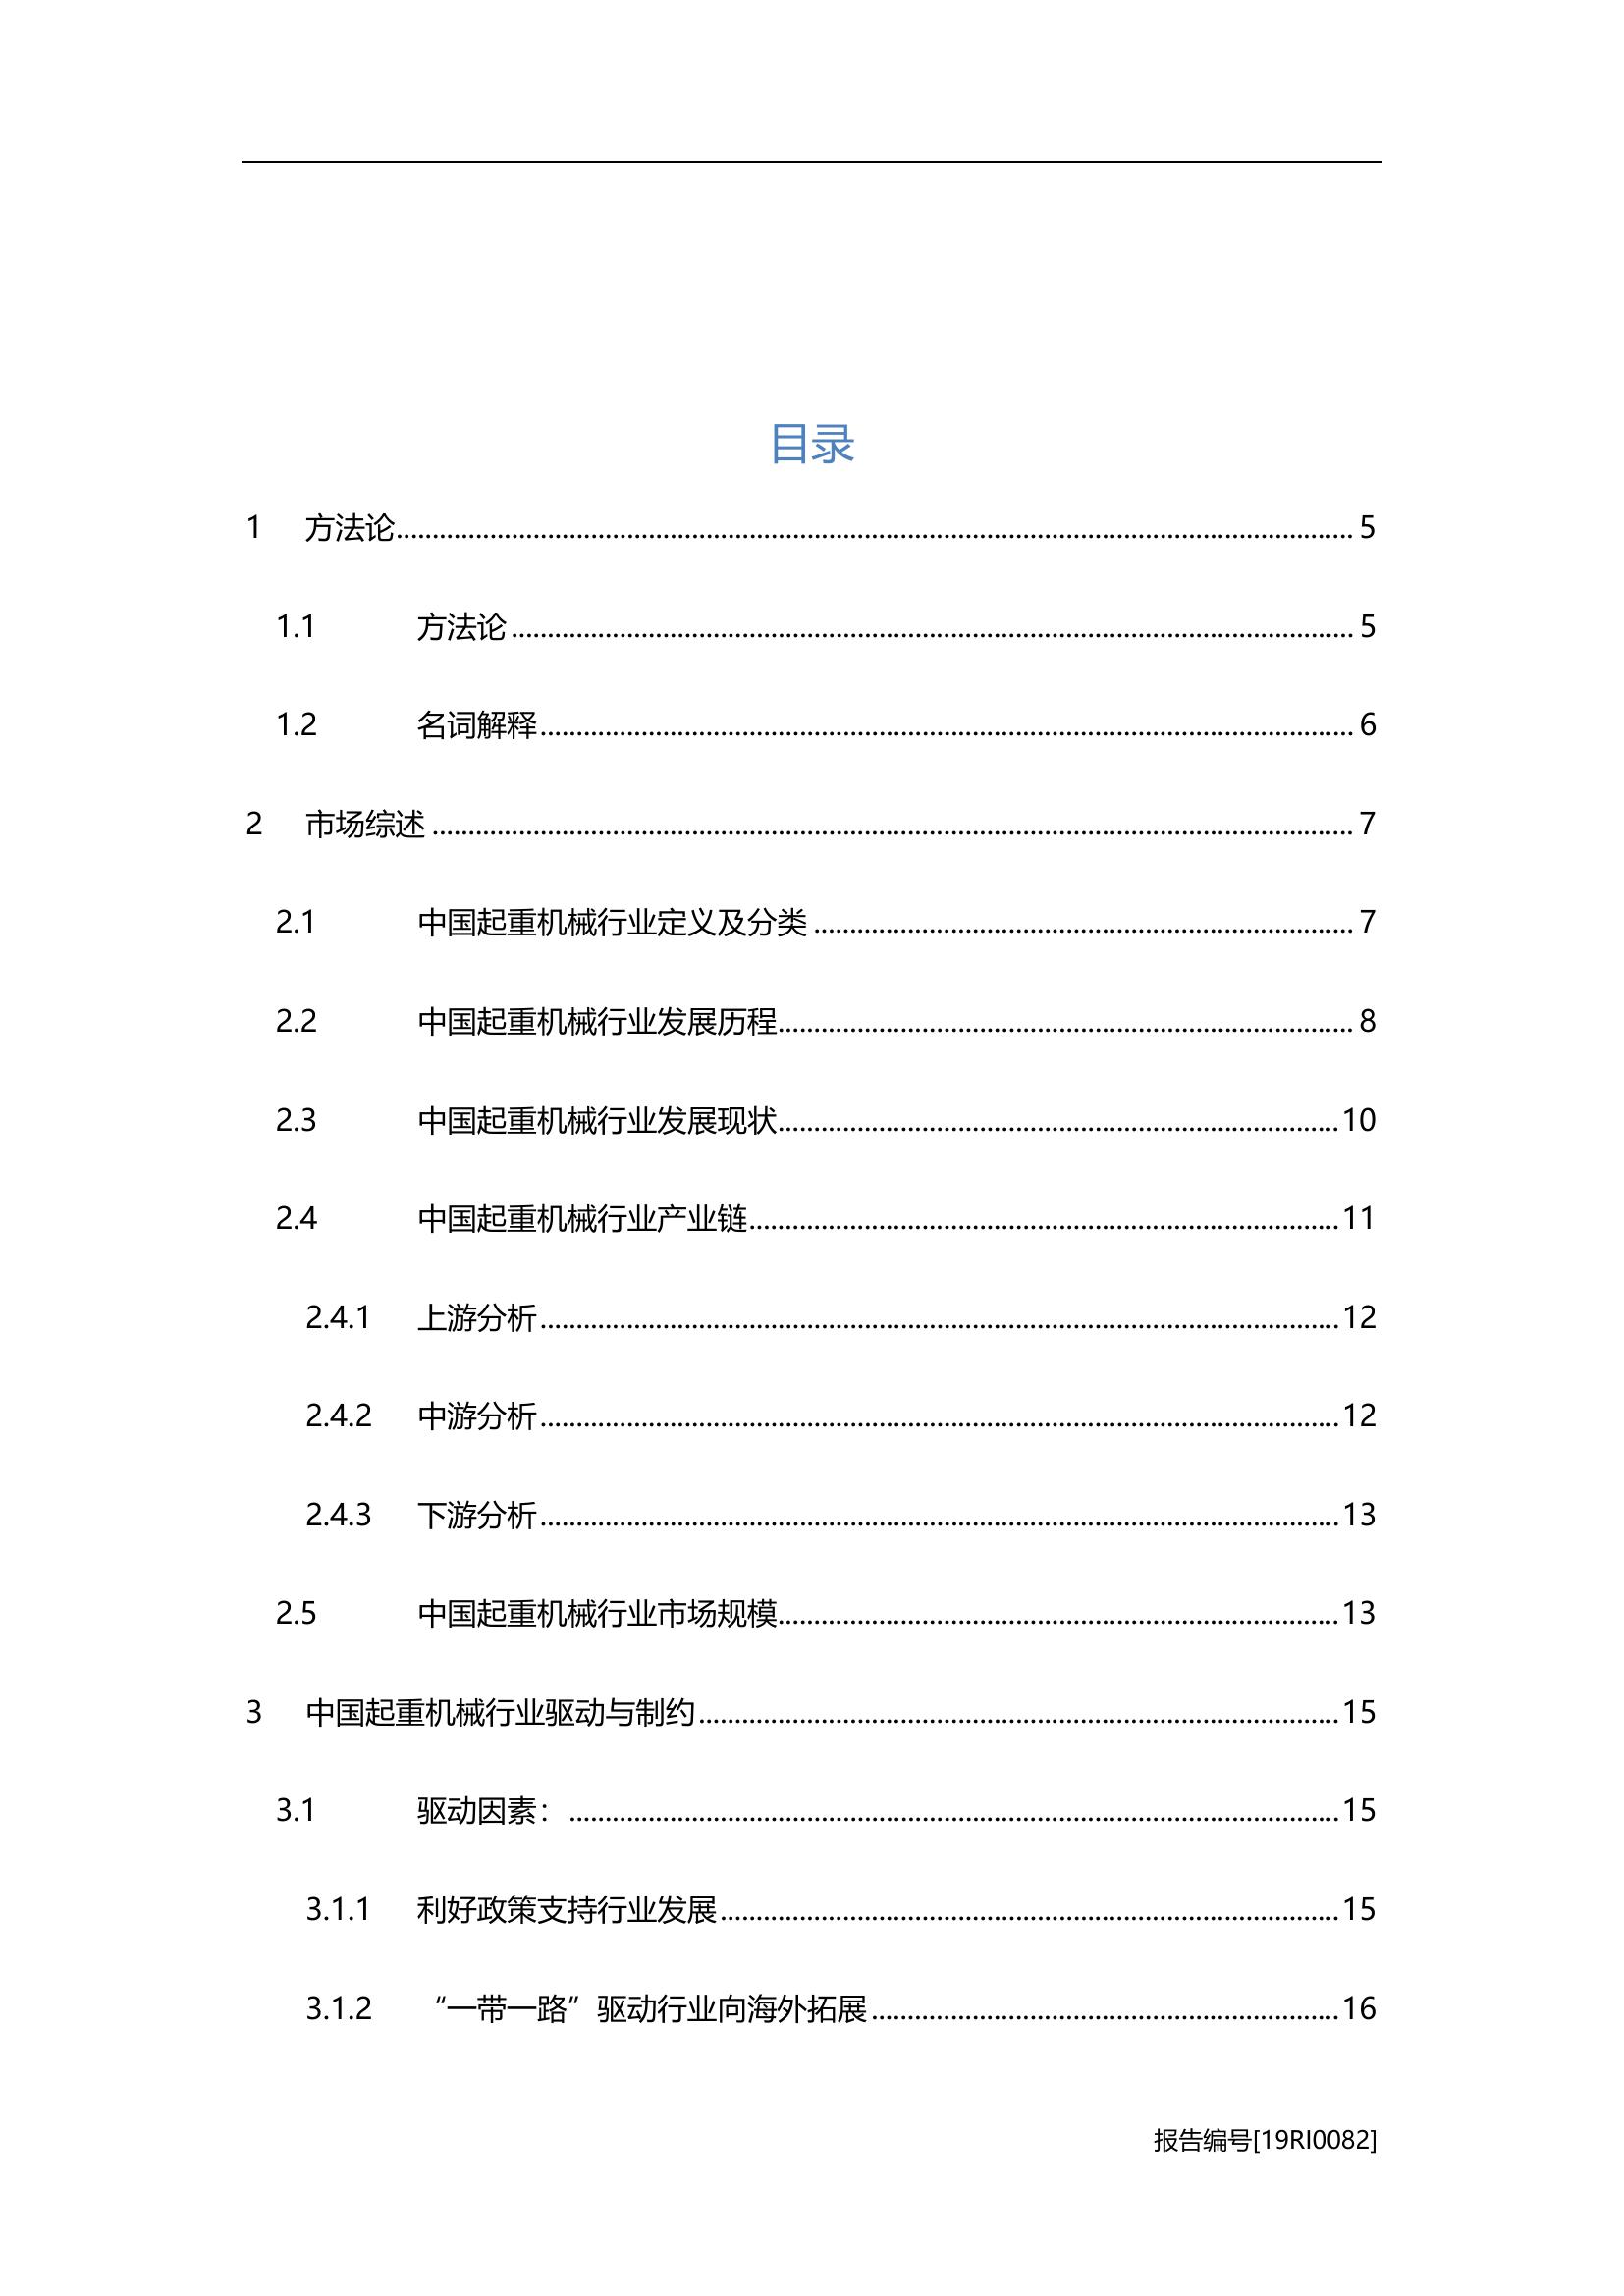 目录
1 方法论 5
1.1 方法论 5
1.2 名词解释 6
2 市场综述 7
2.1 中国起重机械行业定义及分类 7
2.2 中国起重机械行业发展历程 8
2.3 中国起重机械行业发展现状 10
2.4 中国起重机械行业产业链 11
2.4.1 上游分析 12
2.4.2 中游分析 12
2.4.3 下游分析 13
2.5 中国起重机械行业市场规模 13
3 中国起重机械行业驱动与制约 15
3.1 驱动因素： 15
3.1.1 利好政策支持行业发展 15
3.1.2 “一带一路”驱动行业向海外拓展 16
报告编号[19RI0082]